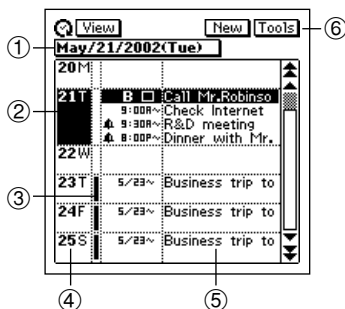 View New Tools ⑥
① May/21/2002(Tue)
20M
② 21T B Call Mr.Robinso
9:00A~ Check Internet
9:30A~ R&D meeting
8:00P~ Dinner with Mr.
22W
③ 23T 5/23~ Business trip to
24F 5/23~ Business trip to
25S 5/23~ Business trip to
④ ⑤